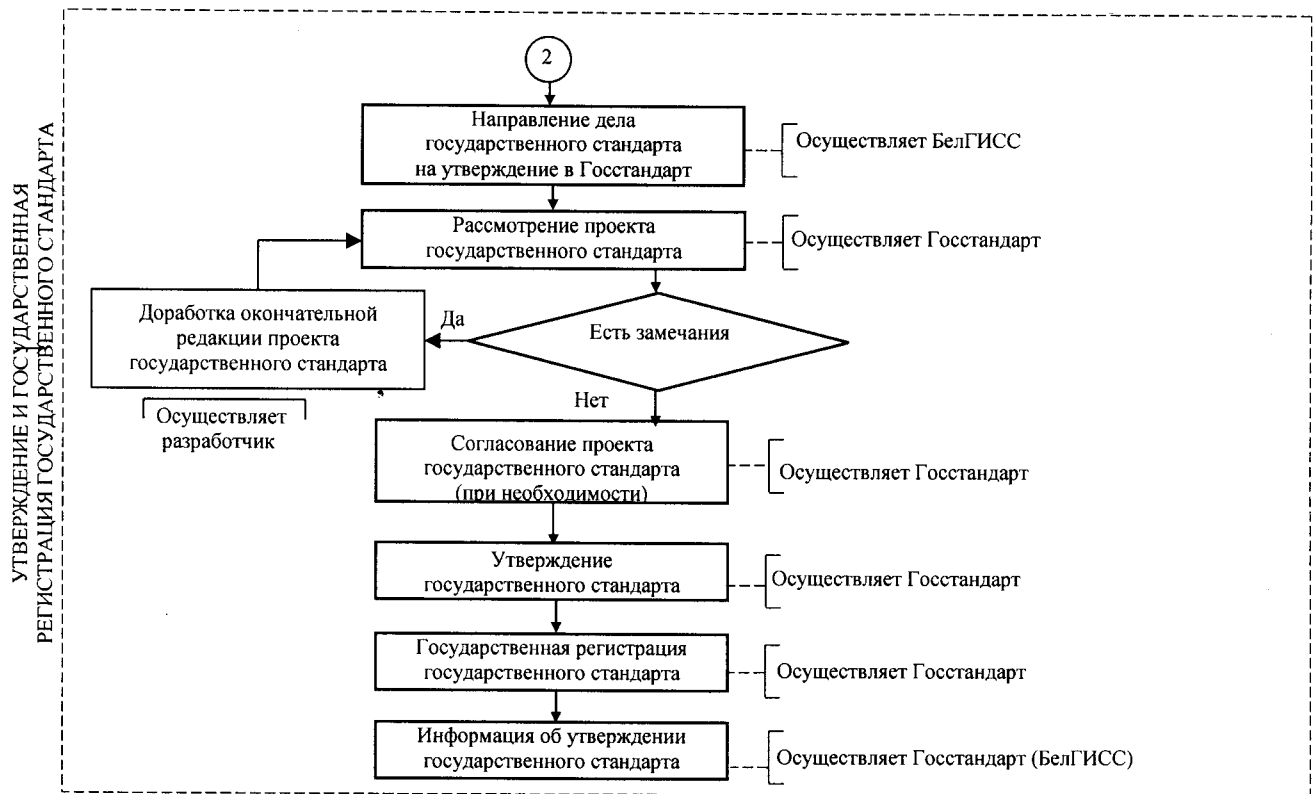 УТВЕРЖДЕНИЕ И ГОСУДАРСТВЕННАЯ
РЕГИСТРАЦИЯ ГОСУДАРСТВЕННОГО СТАНДАРТА
2
Направление дела
государственного стандарта
на утверждение в Госстандарт
Осуществляет БелГИСС
Рассмотрение проекта
государственного стандарта
Осуществляет Госстандарт
Доработка окончательной
редакции проекта
государственного стандарта
Да
Есть замечания
Осуществляет
разработчик
Нет
Согласование проекта
государственного стандарта
(при необходимости)
Осуществляет Госстандарт
Утверждение
государственного стандарта
Осуществляет Госстандарт
Государственная регистрация
государственного стандарта
Осуществляет Госстандарт
Информация об утверждении
государственного стандарта
Осуществляет Госстандарт (БелГИСС)